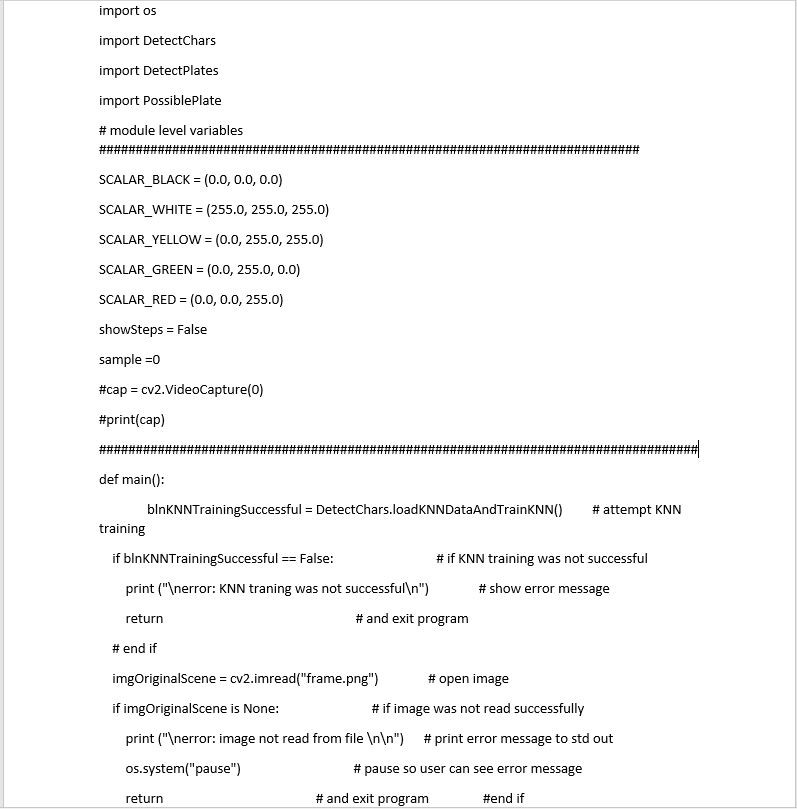 import os
import DetectChars
import DetectPlates
import PossiblePlate
# module level variables
##########################################################################
SCALAR_BLACK = (0.0, 0.0, 0.0)
SCALAR_WHITE = (255.0, 255.0, 255.0)
SCALAR_YELLOW = (0.0, 255.0, 255.0)
SCALAR_GREEN = (0.0, 255.0, 0.0)
SCALAR_RED = (0.0, 0.0, 255.0)
showSteps = False
sample =0
#cap = cv2.VideoCapture(0)
#print(cap)
##################################################################################
def main():
blnKNNTrainingSuccessful = DetectChars.loadKNNDataAndTrainKNN() # attempt KNN
training
if blnKNNTrainingSuccessful == False: # if KNN training was not successful
print ("\nerror: KNN traning was not successful\n") # show error message
return # and exit program
# end if
imgOriginalScene = cv2.imread("frame.png") # open image
if imgOriginalScene is None: # if image was not read successfully
print ("\nerror: image not read from file \n\n") # print error message to std out
os.system("pause") # pause so user can see error message
return # and exit program #end if